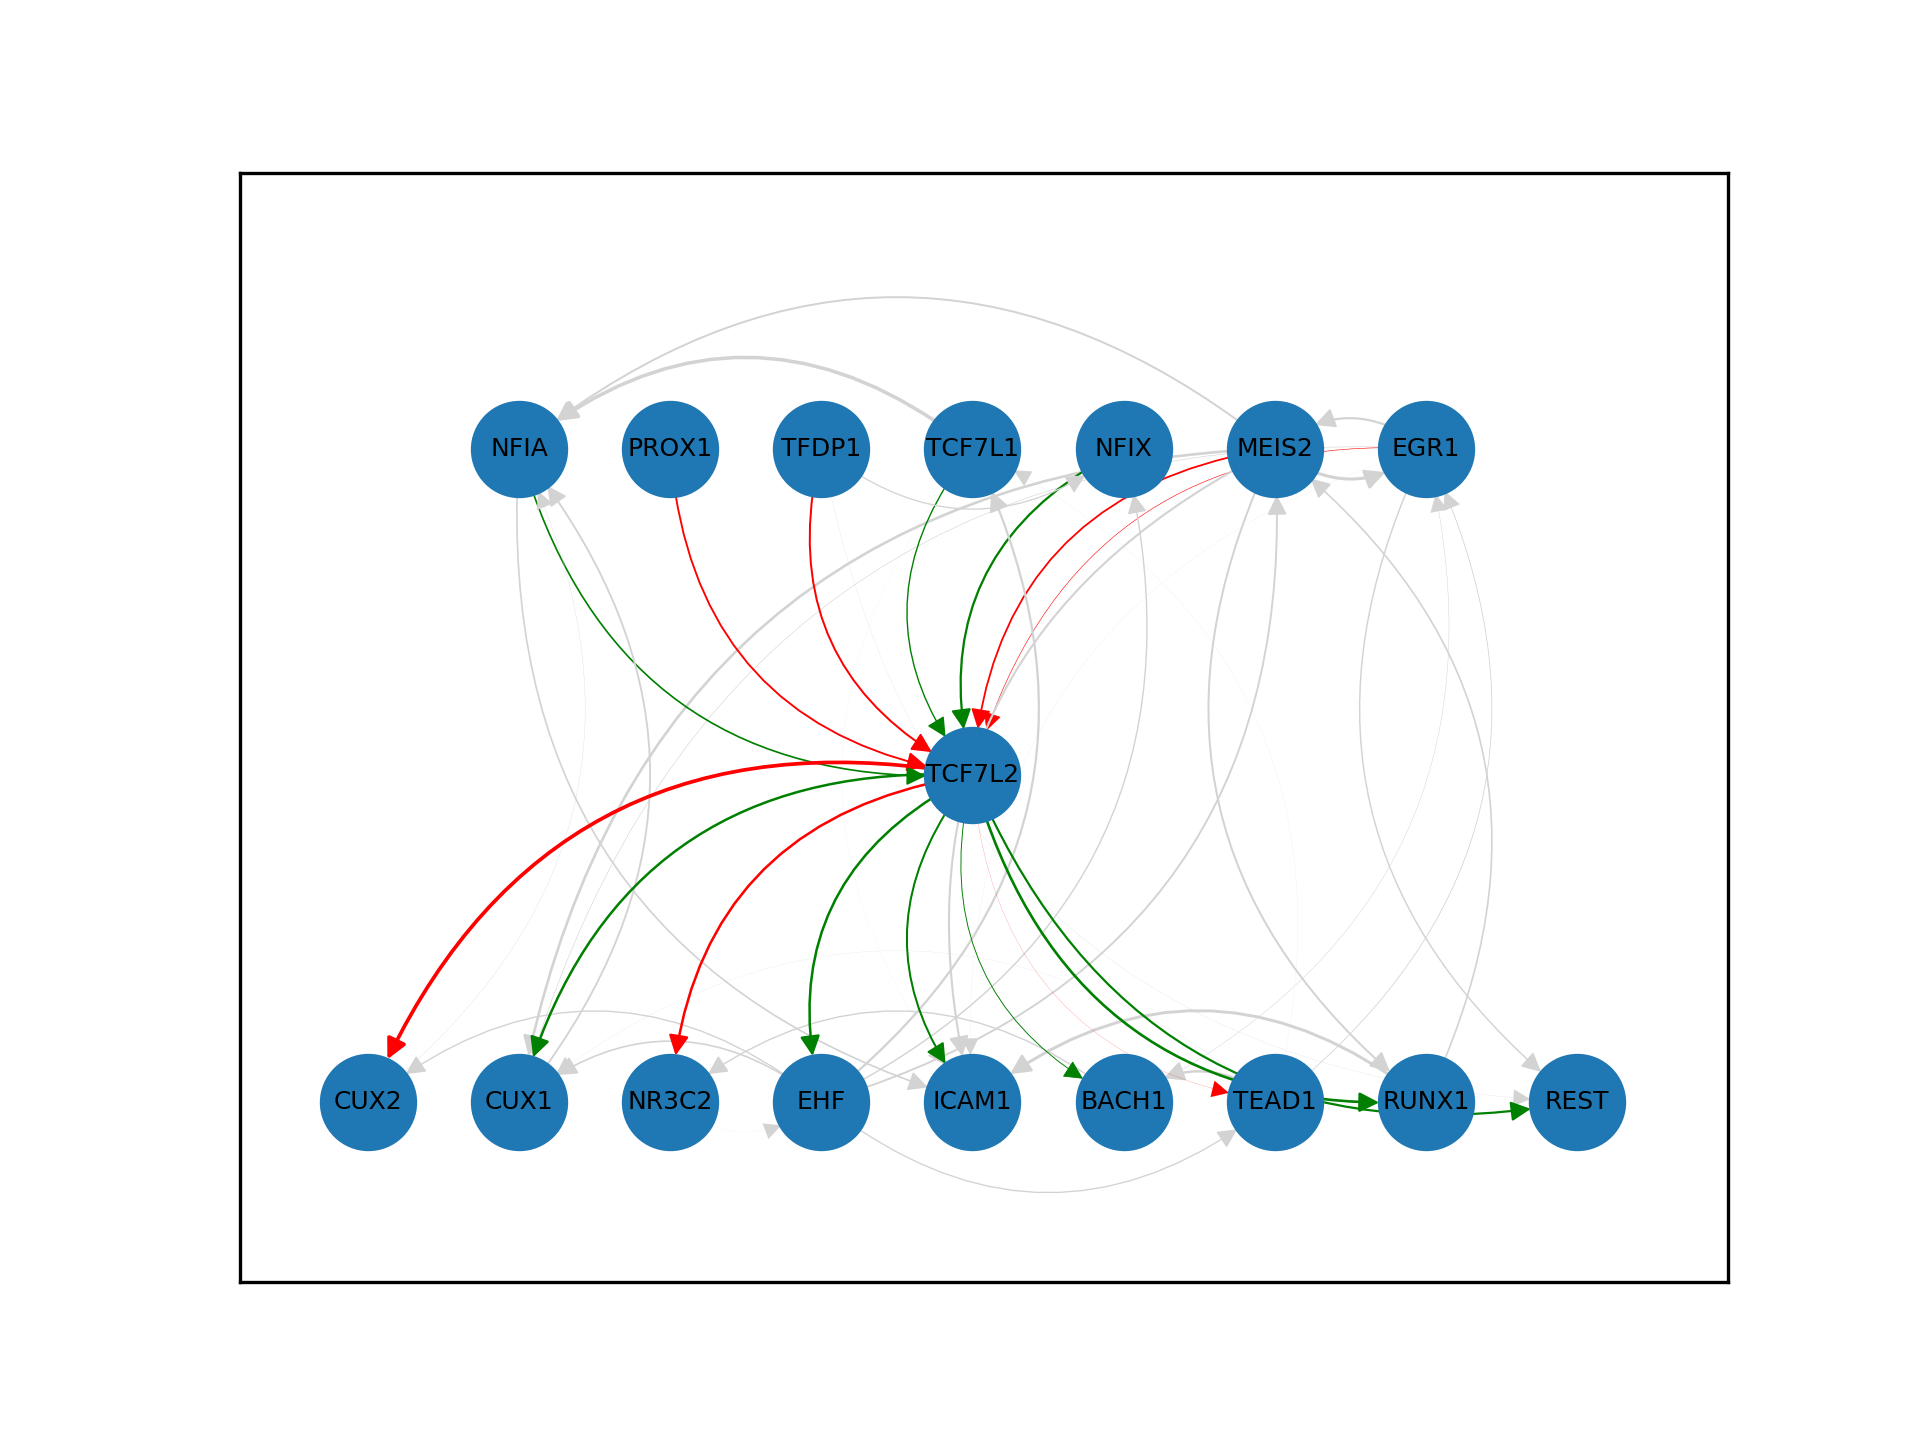 NFIA PROX1 TFDP1 TCF7L1 NFIX MEIS2 EGR1
TCF7L2
CUX2 CUX1 NR3C2 EHF ICAM1 BACH1 TEAD1 RUNX1 REST